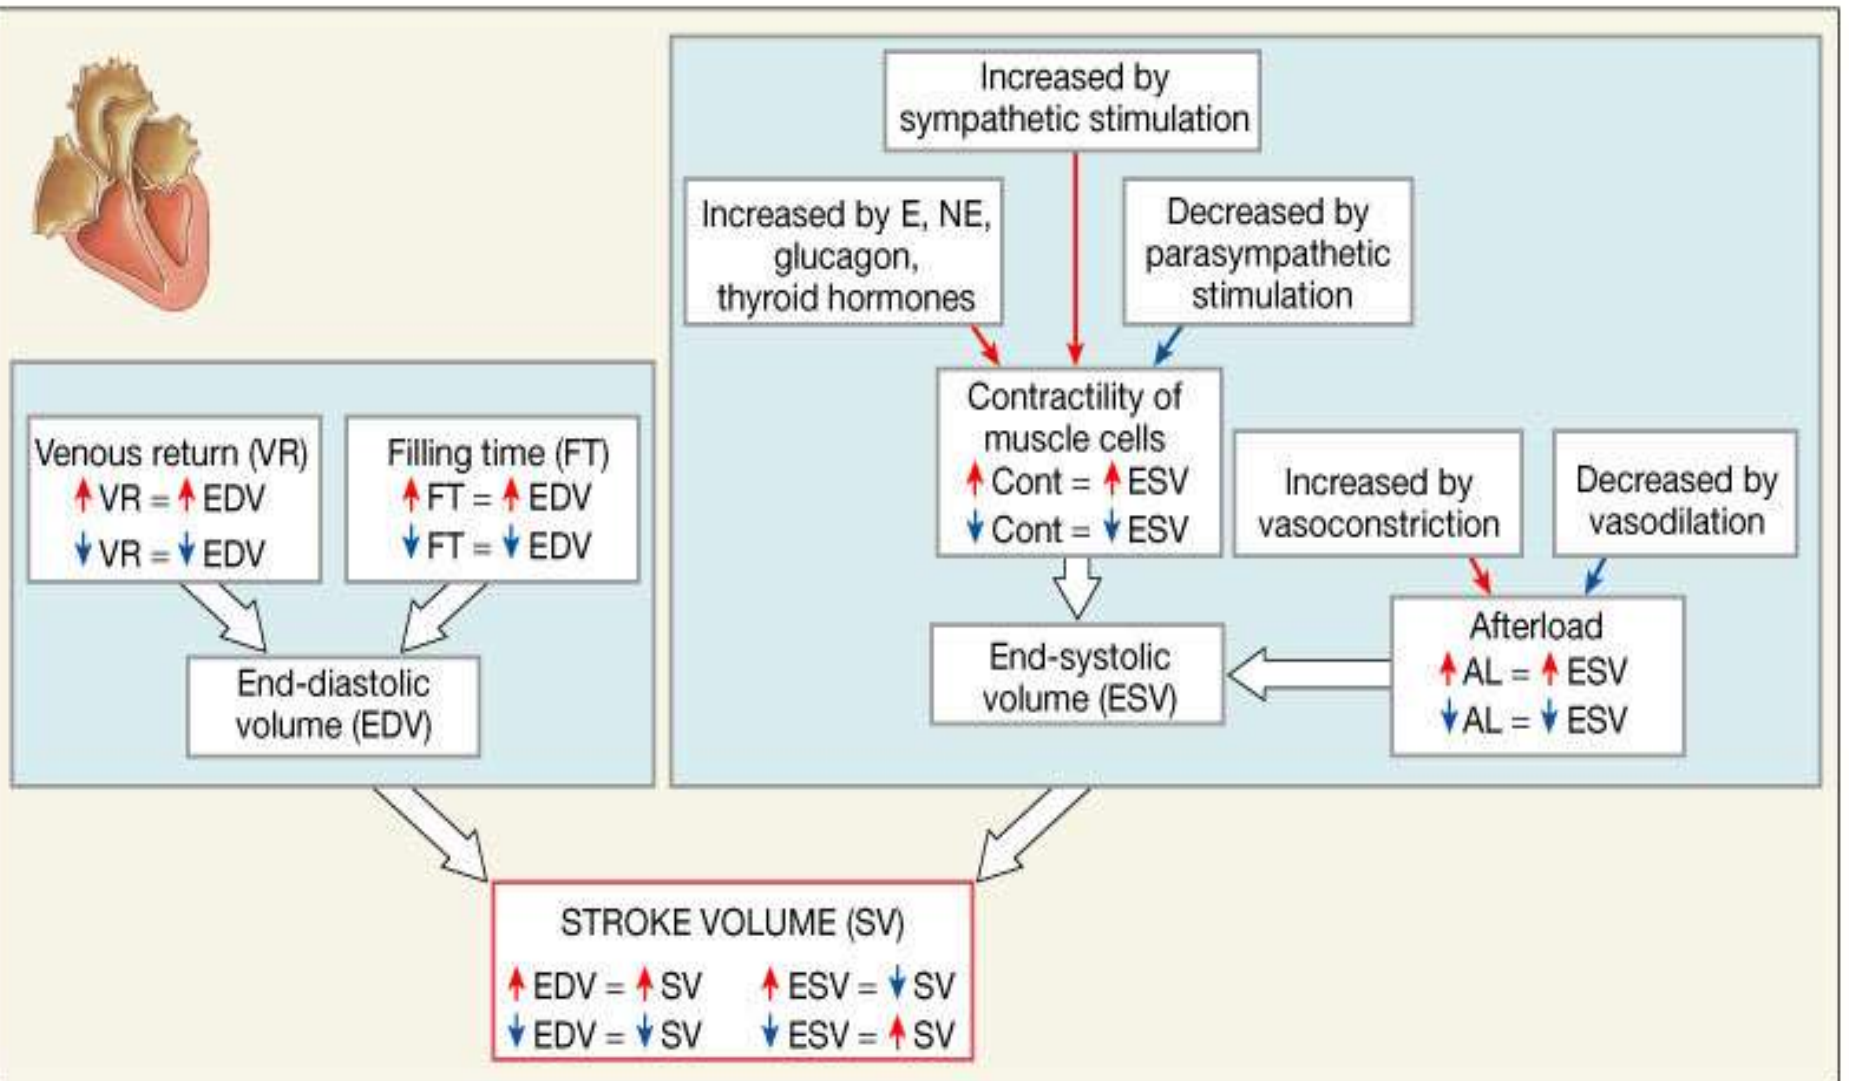 Increased by
sympathetic stimulation
Increased by E, NE,
glucagon,
thyroid hormones
Decreased by
parasympathetic
stimulation
Contractility of
muscle cells
↑ Cont = ↑ ESV
↓ Cont = ↓ ESV
Venous return (VR)
↑ VR = ↑ EDV
↓ VR = ↓ EDV
Filling time (FT)
↑ FT = ↑ EDV
↓ FT = ↓ EDV
Increased by
vasoconstriction
Decreased by
vasodilation
Afterload
↑ AL = ↑ ESV
↓ AL = ↓ ESV
End-diastolic
volume (EDV)
End-systolic
volume (ESV)
STROKE VOLUME (SV)
↑ EDV = ↑ SV ↑ ESV = ↓ SV
↓ EDV = ↓ SV ↓ ESV = ↑ SV